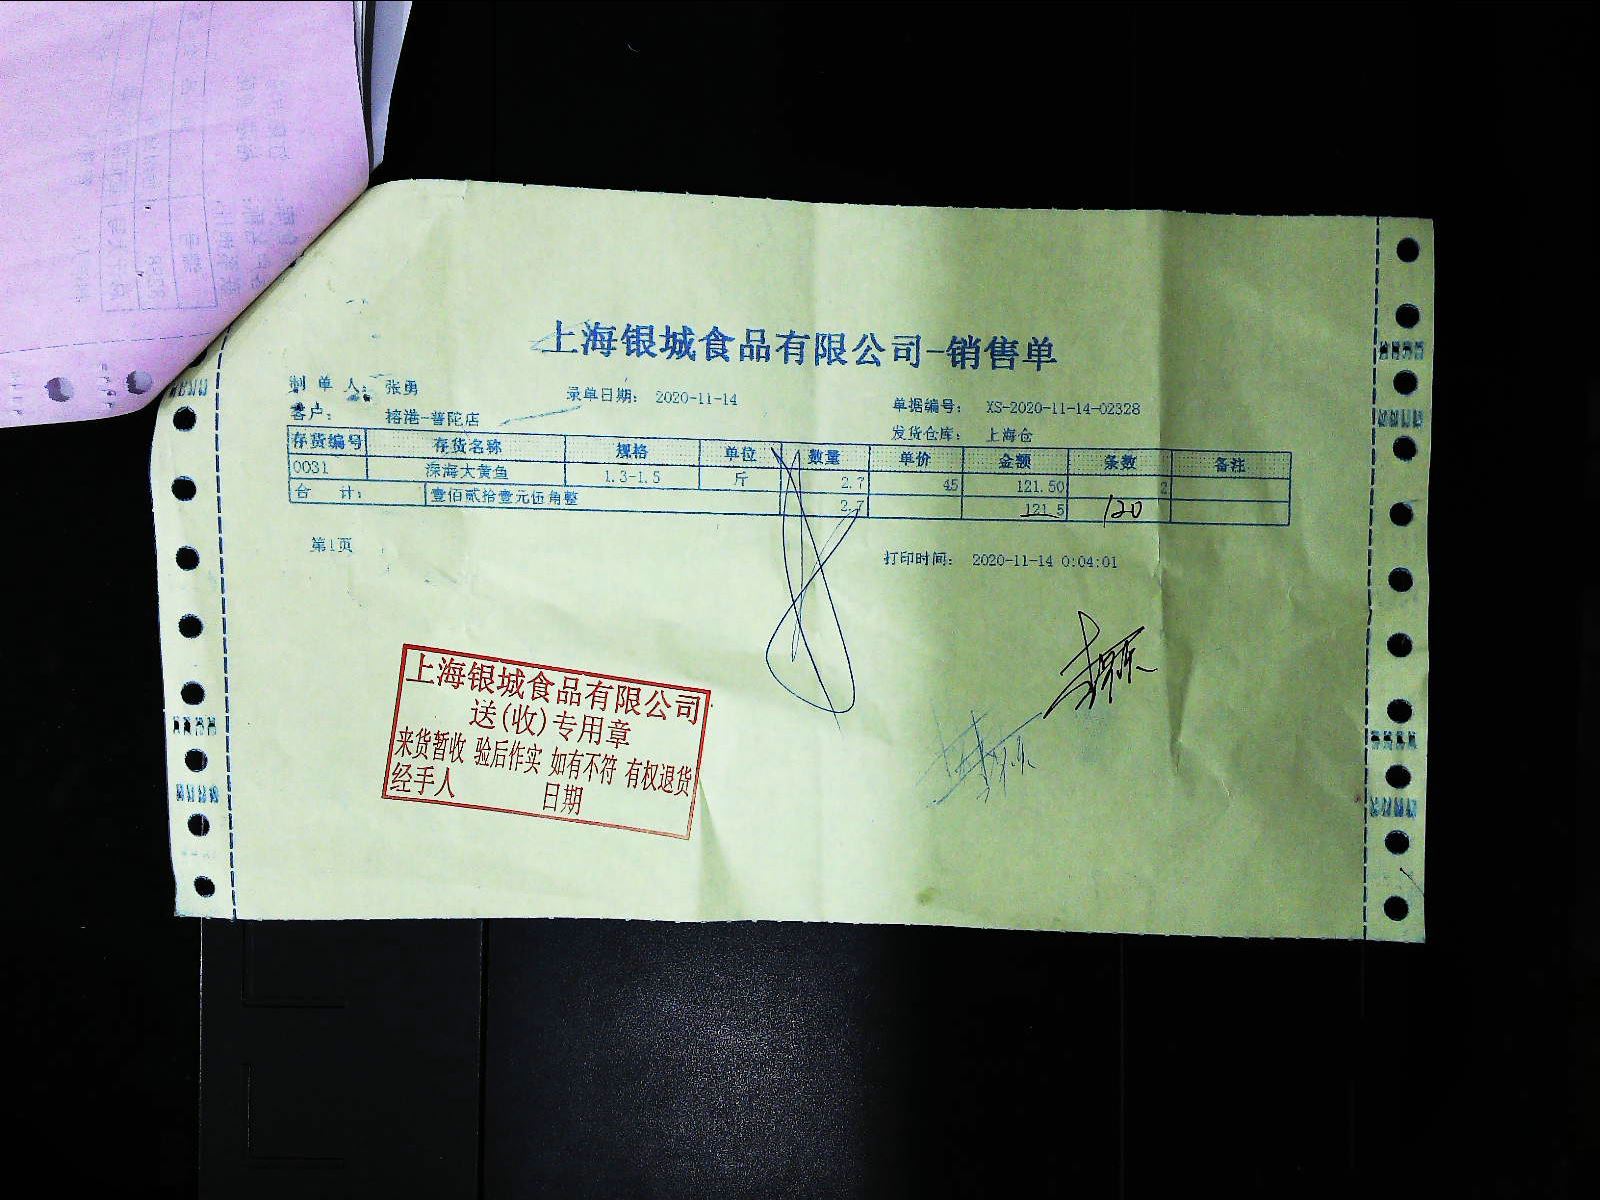 上海银城食品有限公司-销售单
制单人： 张勇 录单日期： 2020-11-14 单据编号： XS-2020-11-14-02328
客户： 榕港-普陀店 发货仓库： 上海仓
存货编号 存货名称 规格 单位 数量 单价 金额 条数 备注
0031 深海大黄鱼 1.3-1.5 斤 2.7 45 121.50 2
合 计： 壹佰贰拾壹元伍角整 2.7 121.5 120
第1页 打印时间： 2020-11-14 0:04:01
上海银城食品有限公司
送(收)专用章
来货暂收 验后作实 如有不符 有权退货
经手人 日期